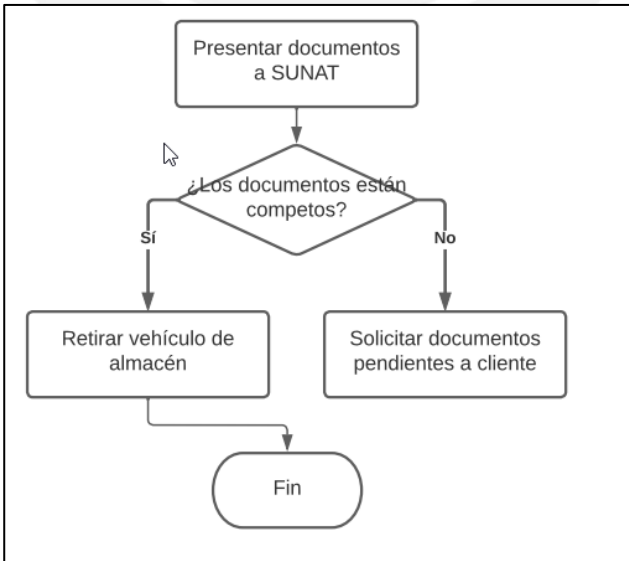 Presentar documentos
a SUNAT
¿Los documentos están
competos?
Sí
No
Retirar vehículo de
almacén
Solicitar documentos
pendientes a cliente
Fin